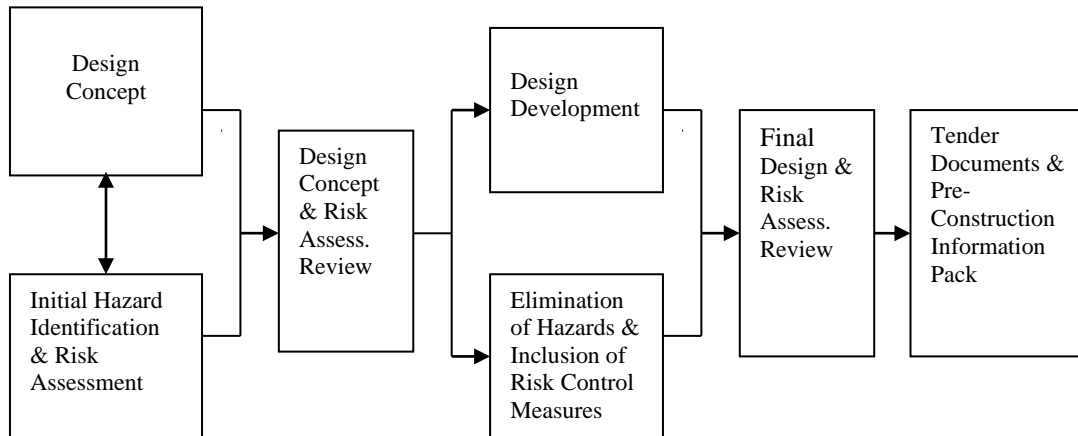 Design
Concept
Initial Hazard
Identification
& Risk
Assessment
Design
Concept
& Risk
Assess.
Review
Design
Development
Elimination
of Hazards &
Inclusion of
Risk Control
Measures
Final
Design &
Risk
Assess.
Review
Tender
Documents &
Pre-
Construction
Information
Pack